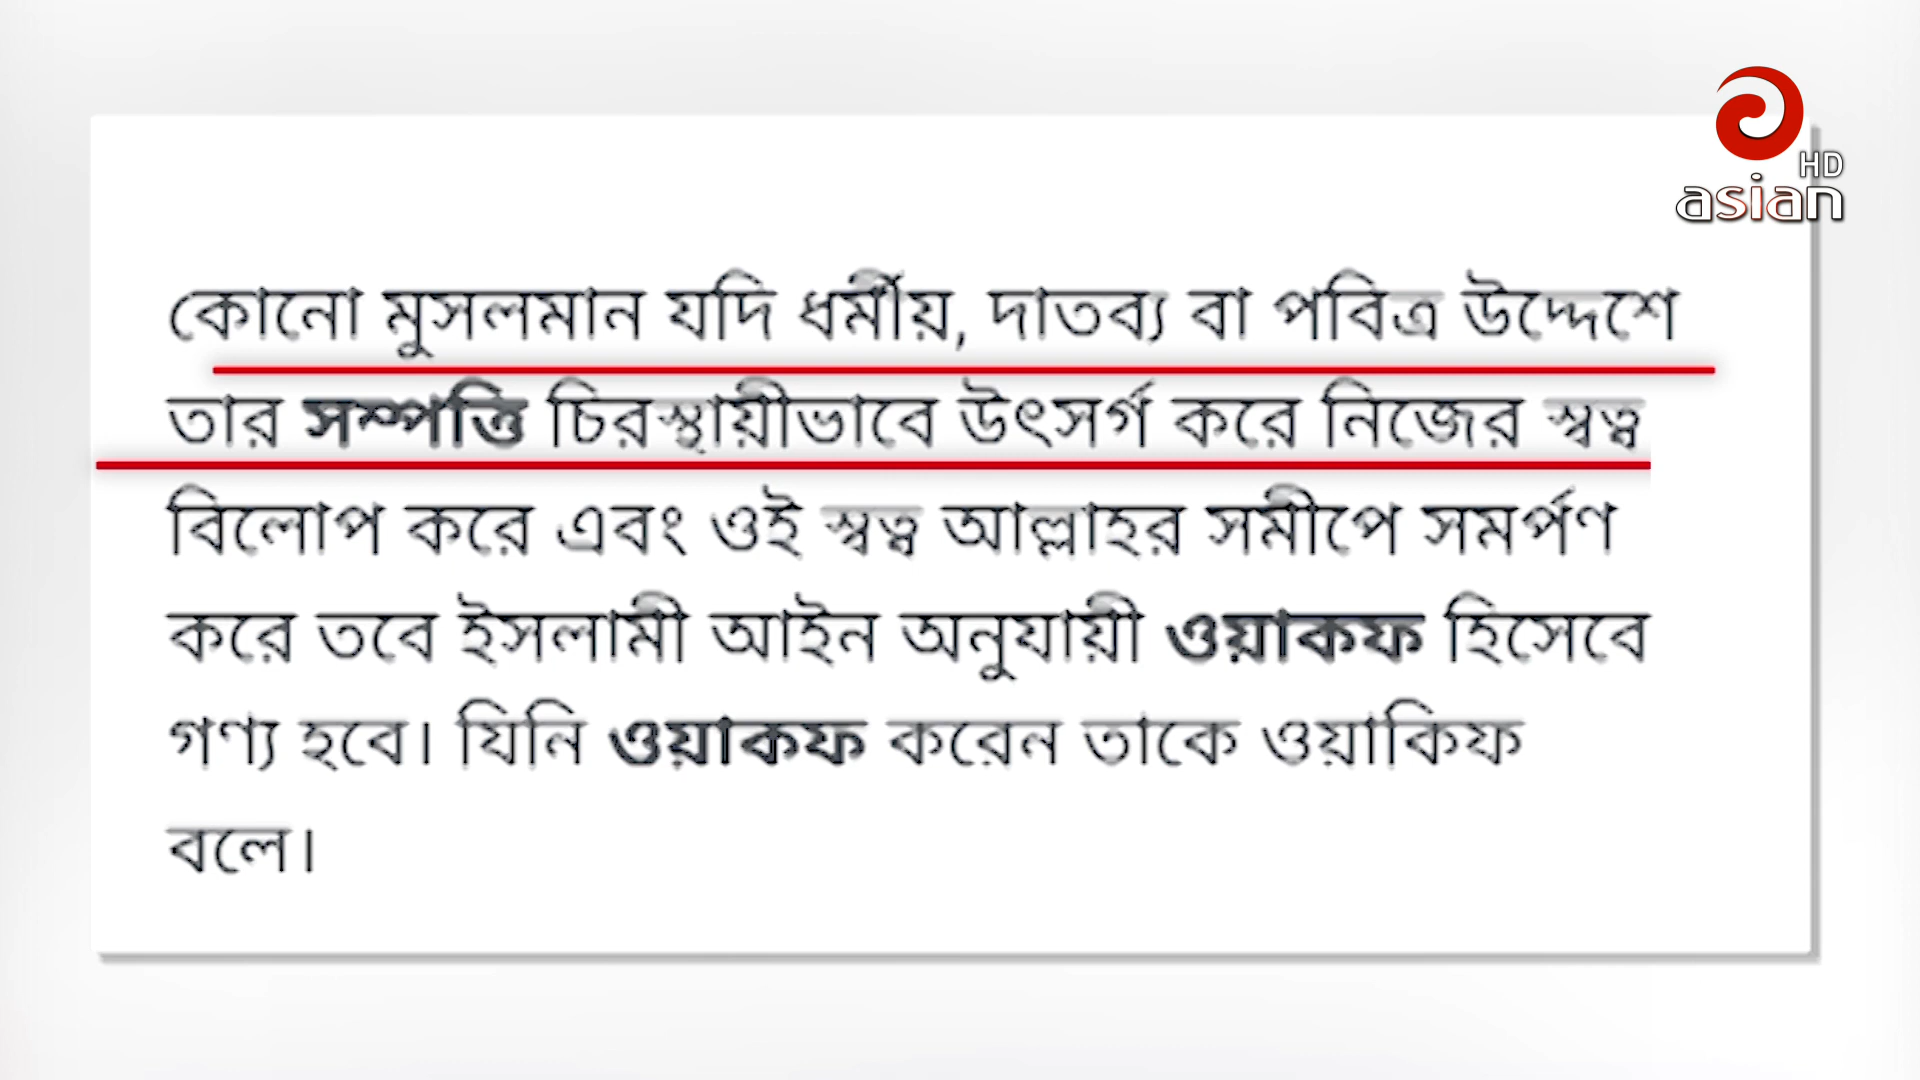 HD
asian
কোনো মুসলমান যদি ধর্মীয়, দাতব্য বা পবিত্র উদ্দেশে
তার সম্পত্তি চিরস্থায়ীভাবে উৎসর্গ করে নিজের স্বত্ব
বিলোপ করে এবং ওই স্বত্ব আল্লাহর সমীপে সমর্পণ
করে তবে ইসলামী আইন অনুযায়ী ওয়াকফ হিসেবে
গণ্য হবে। যিনি ওয়াকফ করেন তাকে ওয়াকিফ
বলে।